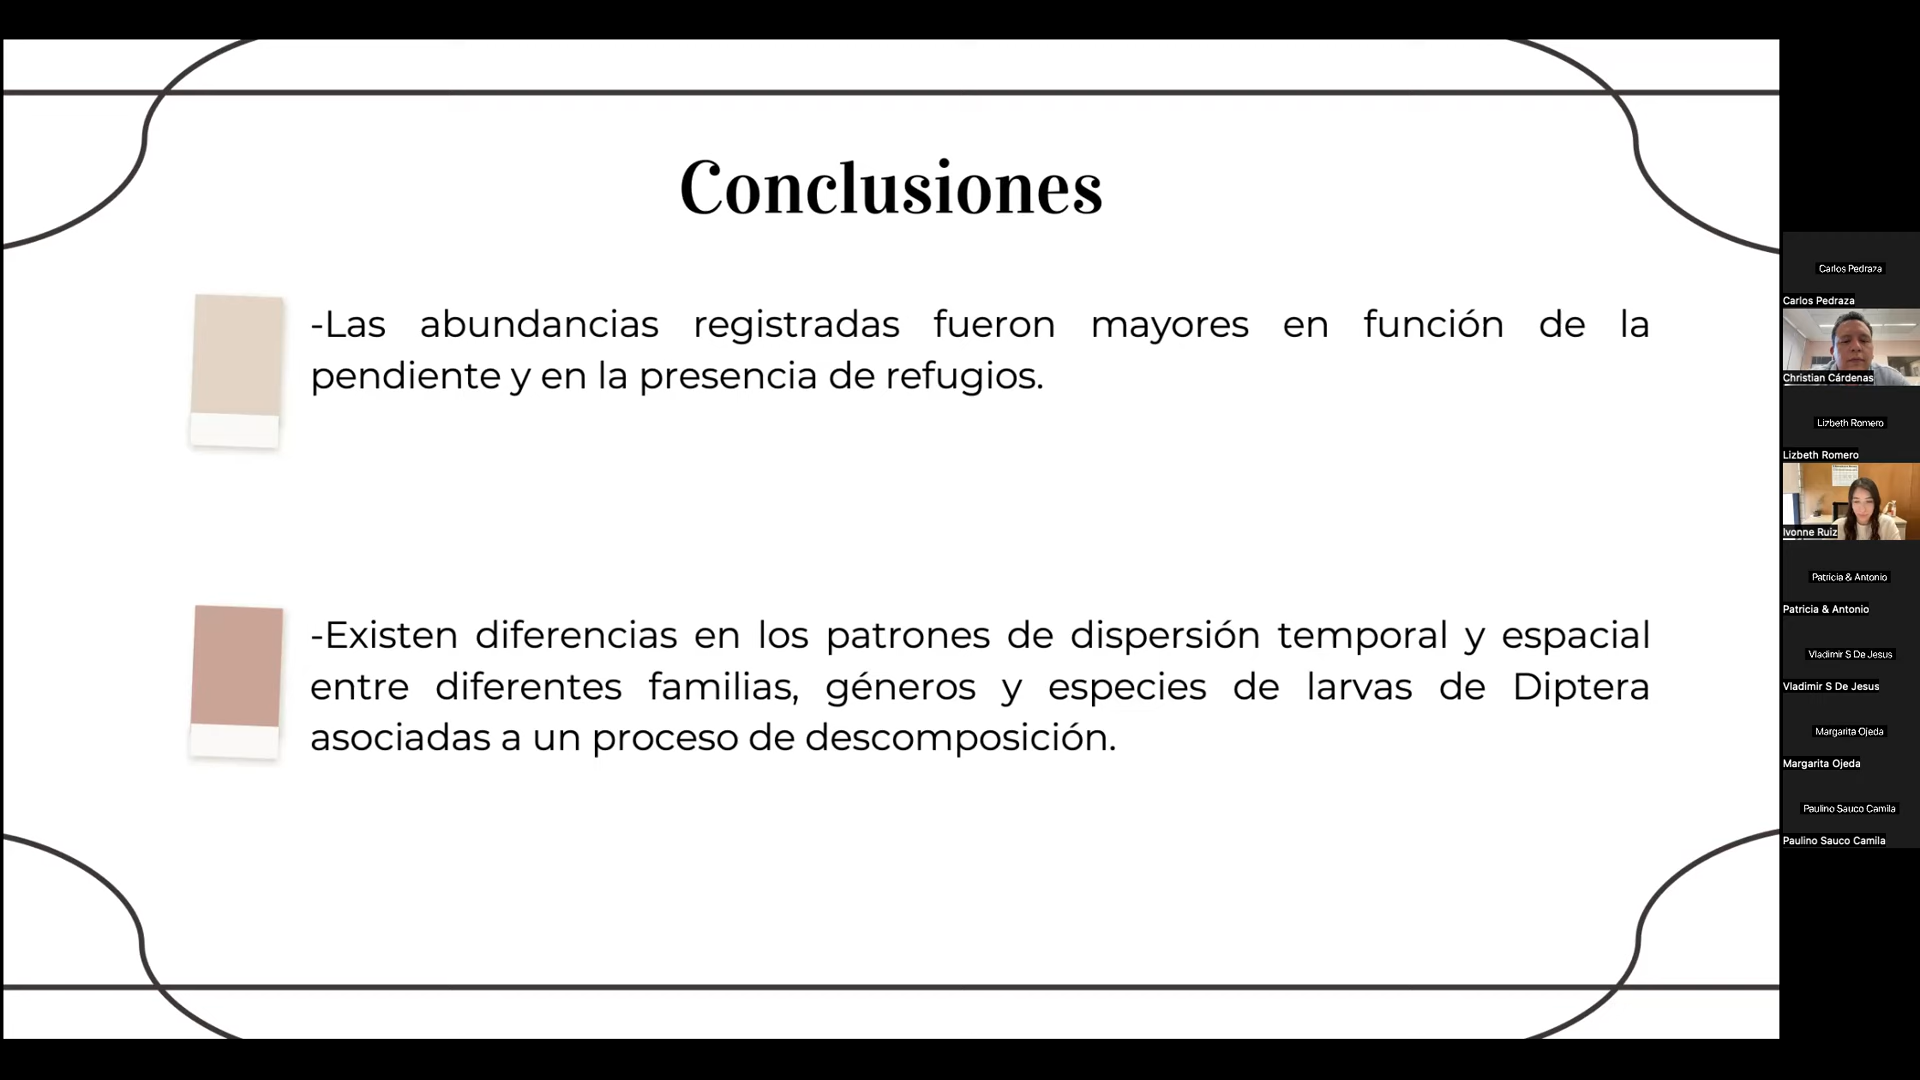 Conclusiones
-Las abundancias registradas fueron mayores en función de la
pendiente y en la presencia de refugios.
-Existen diferencias en los patrones de dispersión temporal y espacial
entre diferentes familias, géneros y especies de larvas de Diptera
asociadas a un proceso de descomposición.
Carlos Pedraza
Carlos Pedraza
Christian Cárdenas
Lizbeth Romero
Lizbeth Romero
Ivonne Ruiz
Patricia & Antonio
Patricia & Antonio
Vladimir S De Jesus
Vladimir S De Jesus
Margarita Ojeda
Margarita Ojeda
Paulino Sauco Camila
Paulino Sauco Camila